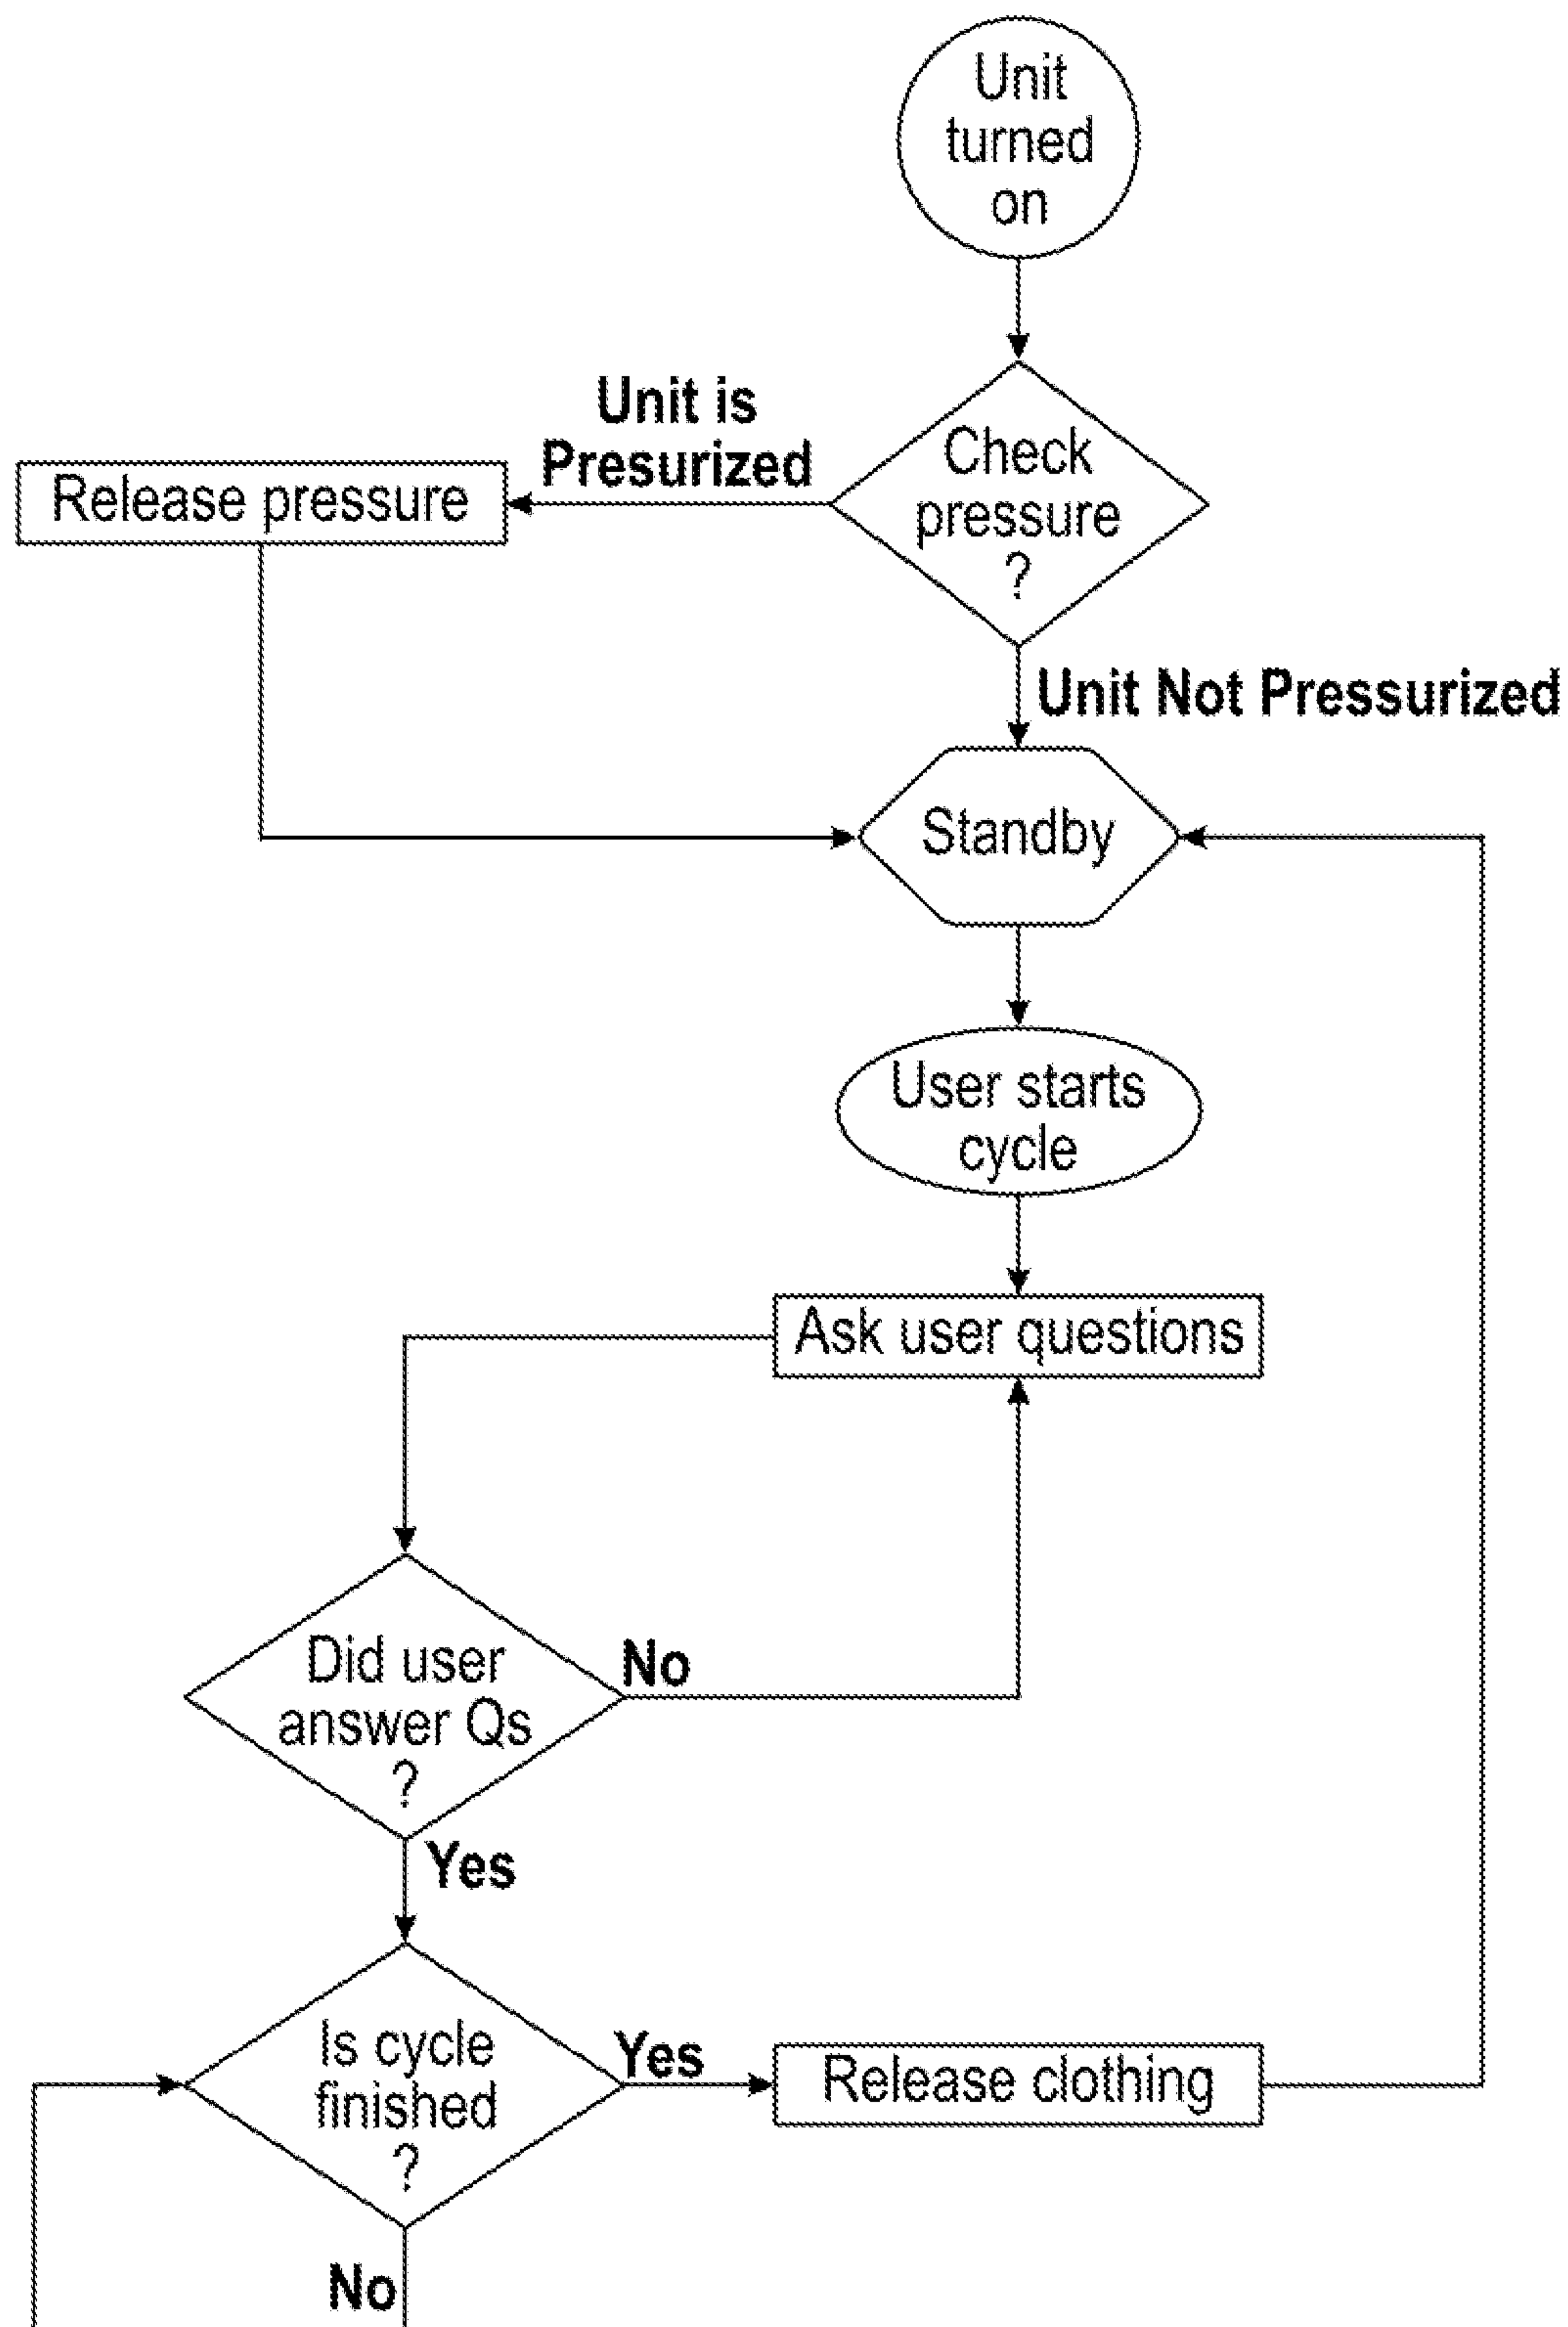 Unit
turned
on
Unit is
Presurized
Check
pressure
?
Release pressure
Unit Not Pressurized
Standby
User starts
cycle
Ask user questions
Did user
answer Qs
?
No
Yes
Is cycle
finished
?
Yes
Release clothing
No